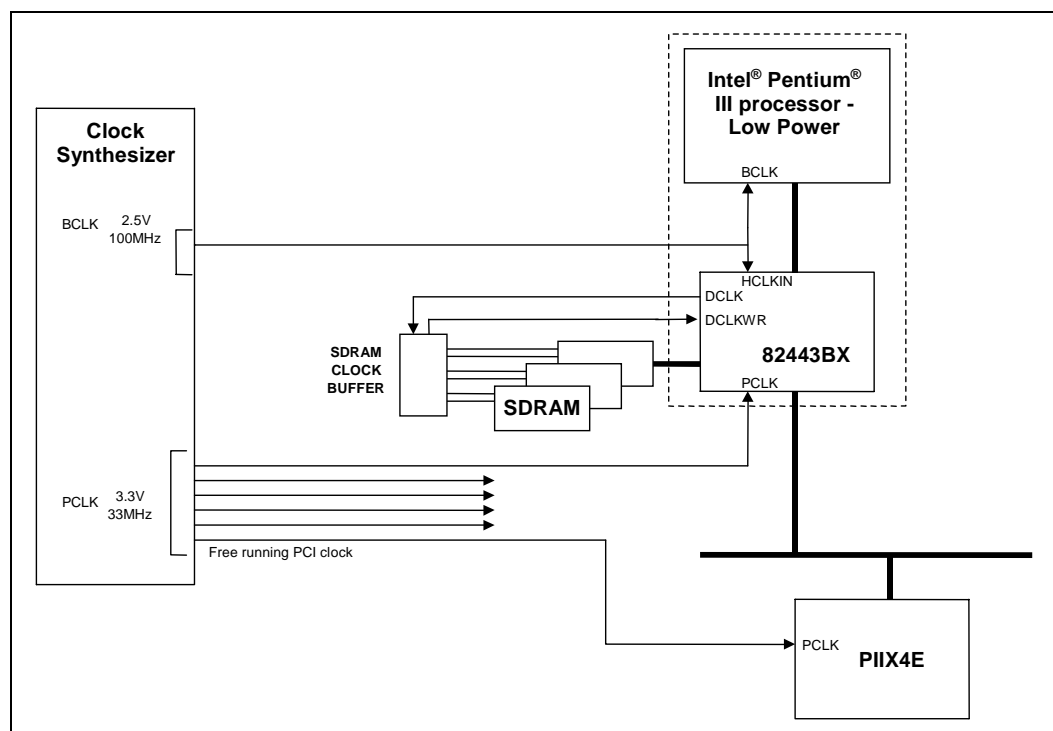 Intel® Pentium®
III processor -
Low Power
BCLK
Clock
Synthesizer
BCLK 2.5V
100MHz
HCLKIN
DCLK
DCLKWR
82443BX
PCLK
SDRAM
CLOCK
BUFFER
SDRAM
PCLK 3.3V
33MHz
Free running PCI clock
PCLK
PIIX4E